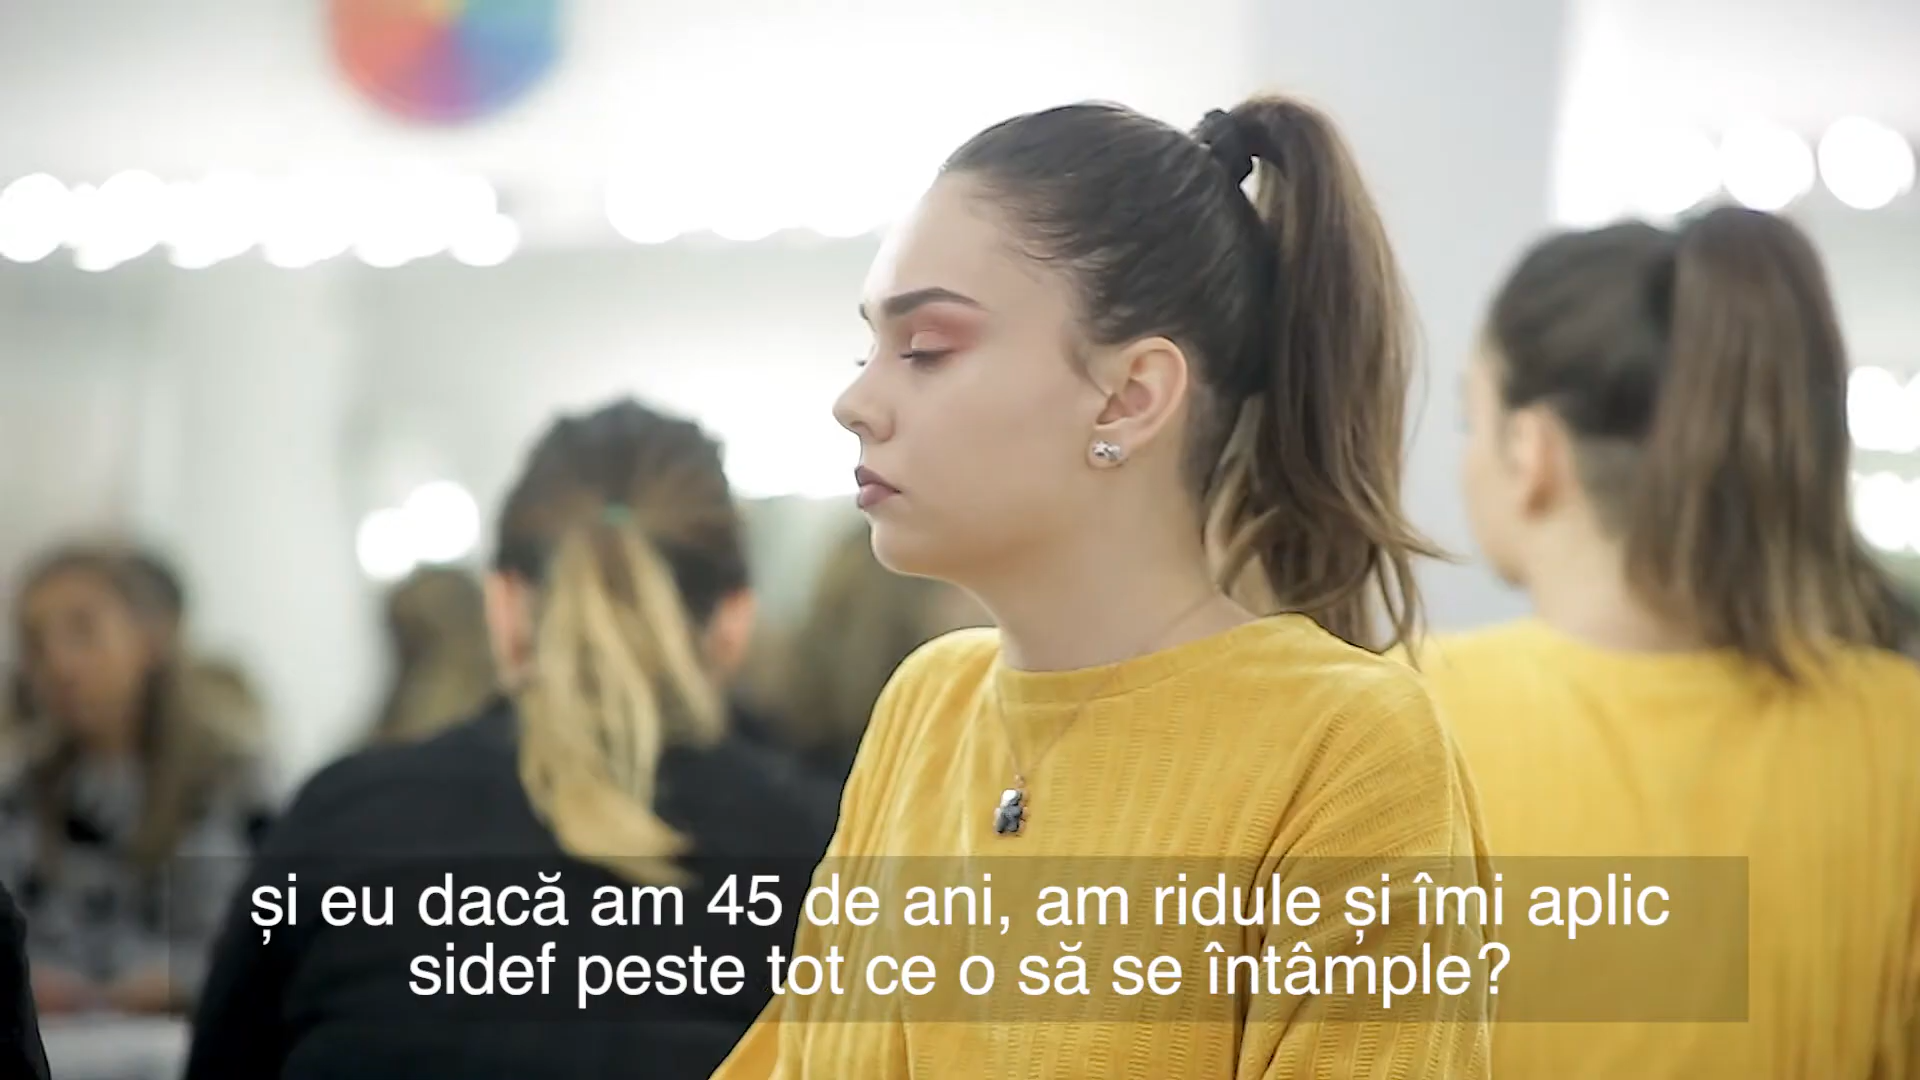 și eu dacă am 45 de ani, am ridule și îmi aplic
sidef peste tot ce o să se întâmple?